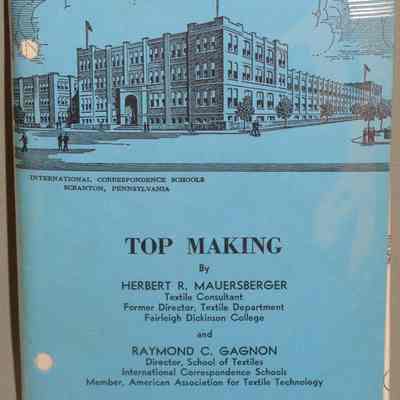 INTERNATIONAL CORRESPONDENCE SCHOOLS
SCRANTON, PENNSYLVANIA
TOP MAKING
By
HERBERT R. MAUERSBERGER
Textile Consultant
Former Director, Textile Department
Fairleigh Dickinson College
and
RAYMOND C. GAGNON
Director, School of Textiles
International Correspondence Schools
Member, American Association for Textile Technology